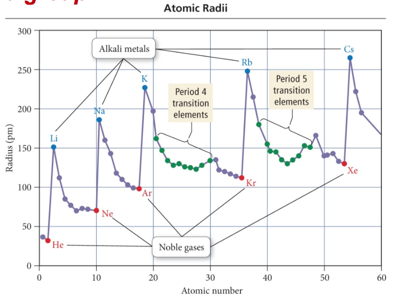 Atomic Radii
300
Alkali metals
Cs
Rb
250
K
Period 4
transition
elements
Period 5
transition
elements
200
Na
Li
150
Xe
Kr
100
Ar
Ne
50
He
Noble gases
0
0
10
20
30
40
50
60
Radius (pm)
Atomic number